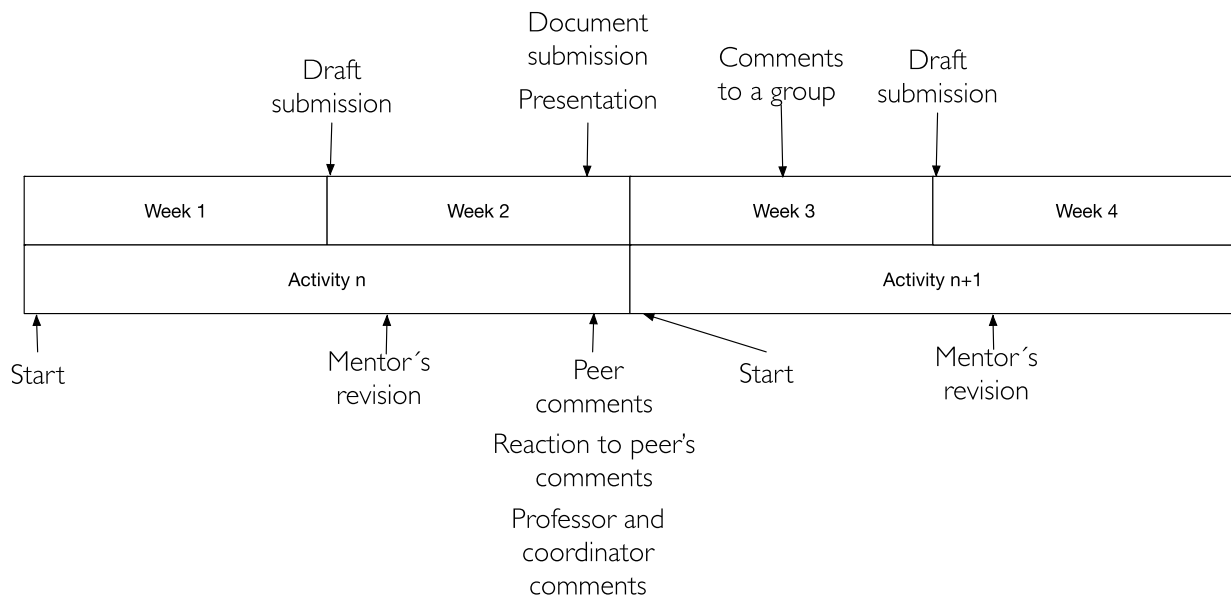 Document
submission
Presentation
Draft
submission
Comments
to a group
Draft
submission
Week 1
Week 2
Week 3
Week 4
Activity n
Activity n+1
Start
Mentor´s
revision
Peer
comments
Reaction to peer’s
comments
Professor and
coordinator
comments
Start
Mentor´s
revision